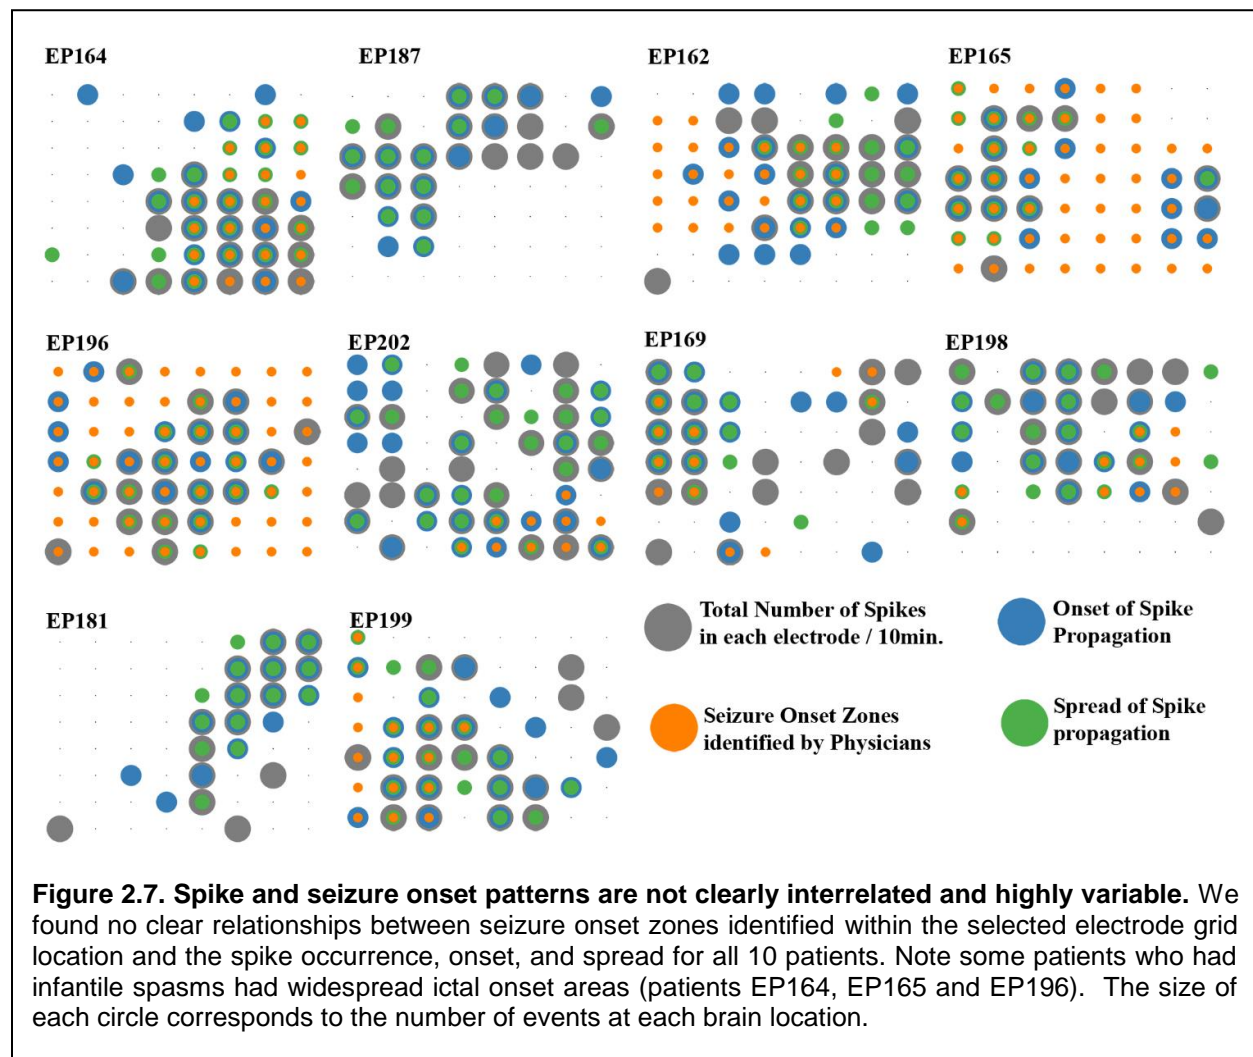 EP164
EP187
EP162
EP165
EP196
EP202
EP169
EP198
EP181
EP199
Total Number of Spikes
in each electrode / 10min.
Onset of Spike
Propagation
Seizure Onset Zones
identified by Physicians
Spread of Spike
propagation
Figure 2.7. Spike and seizure onset patterns are not clearly interrelated and highly variable. We
found no clear relationships between seizure onset zones identified within the selected electrode grid
location and the spike occurrence, onset, and spread for all 10 patients. Note some patients who had
infantile spasms had widespread ictal onset areas (patients EP164, EP165 and EP196). The size of
each circle corresponds to the number of events at each brain location.